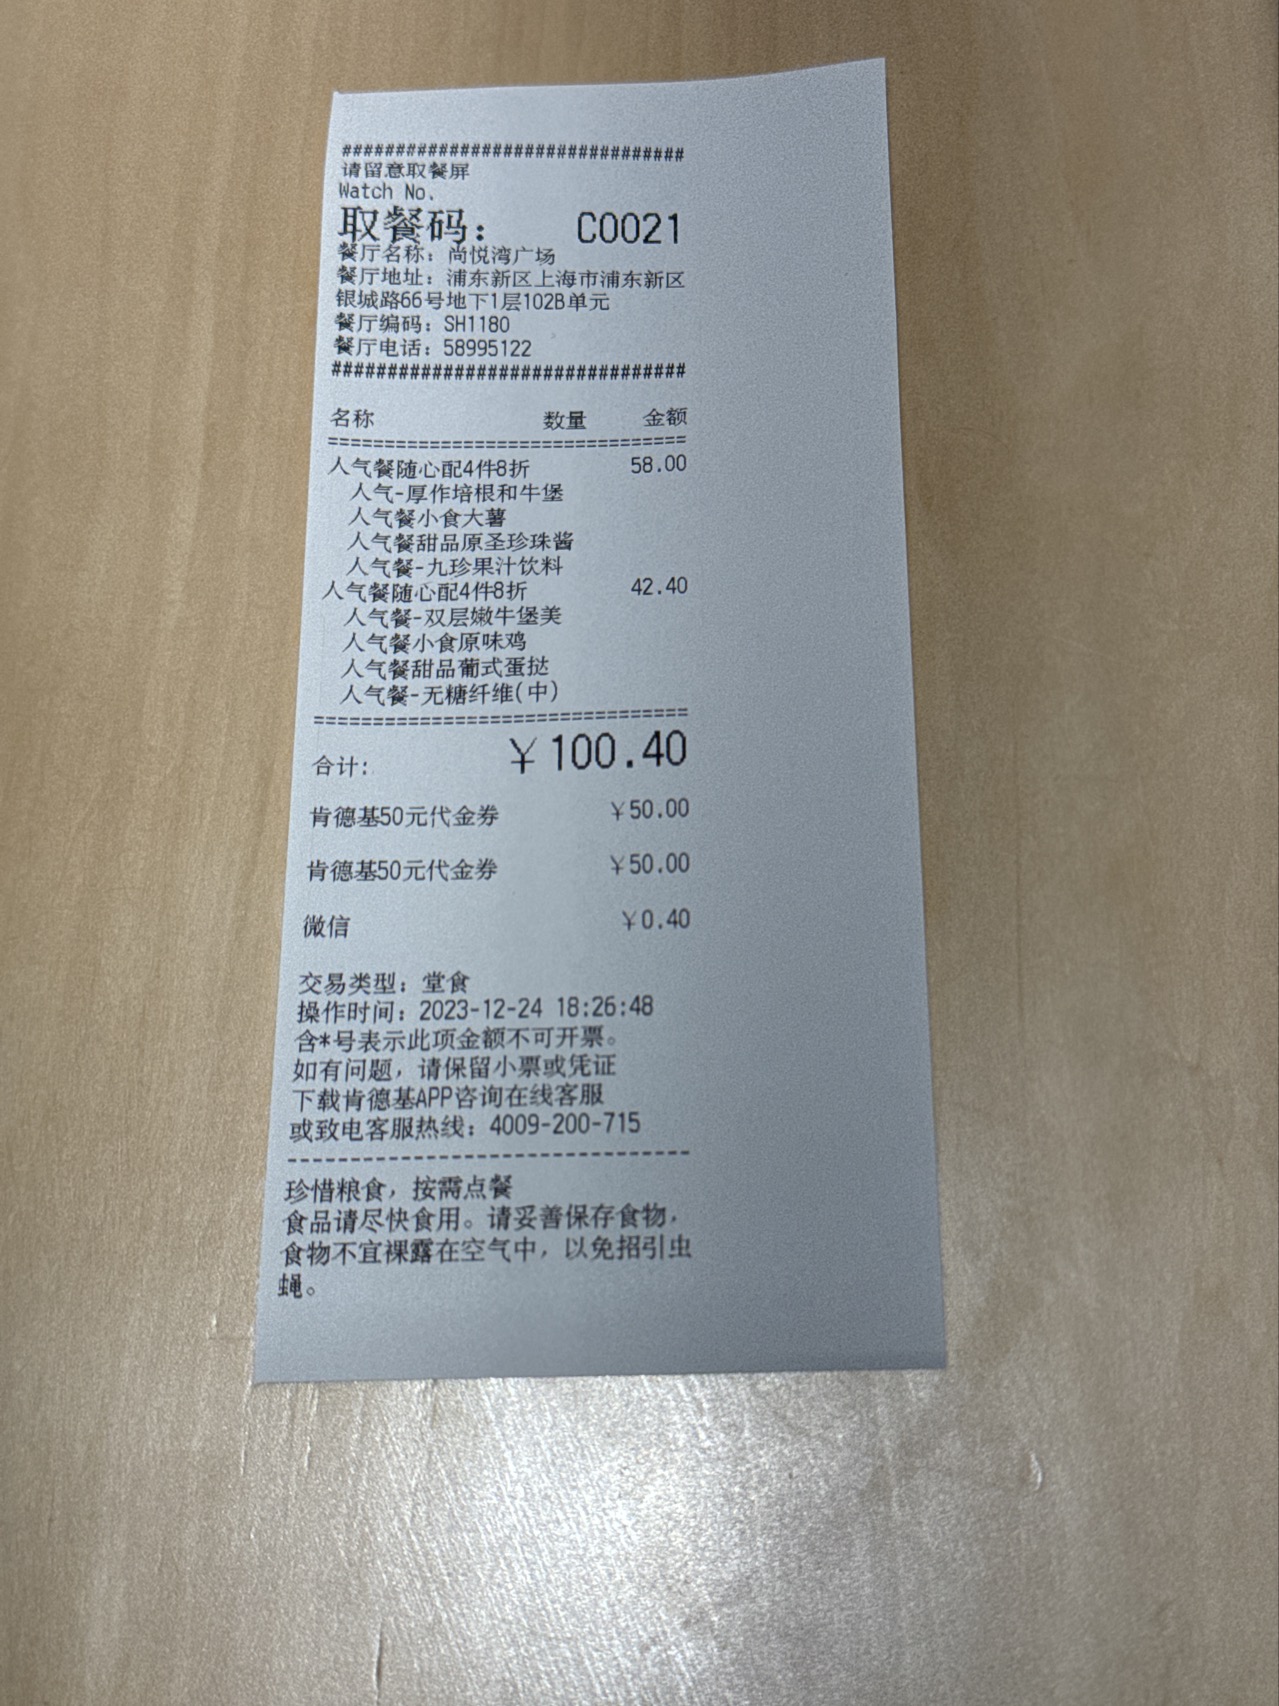 ################################
请留意取餐屏
Watch No.
取餐码： C0021
餐厅名称：尚悦湾广场
餐厅地址：浦东新区上海市浦东新区
银城路66号地下1层102B单元
餐厅编码：SH1180
餐厅电话：58995122
################################
名称 数量 金额
================================
人气餐随心配4件8折 58.00
人气-厚作培根和牛堡
人气餐小食大薯
人气餐甜品原圣珍珠酱
人气餐-九珍果汁饮料
人气餐随心配4件8折 42.40
人气餐-双层嫩牛堡美
人气餐小食原味鸡
人气餐甜品葡式蛋挞
人气餐-无糖纤维(中)
================================
合计: ￥100.40
肯德基50元代金券 ￥50.00
肯德基50元代金券 ￥50.00
微信 ￥0.40
交易类型：堂食
操作时间：2023-12-24 18:26:48
含*号表示此项金额不可开票。
如有问题，请保留小票或凭证
下载肯德基APP咨询在线客服
或致电客服热线：4009-200-715
--------------------------------
珍惜粮食，按需点餐
食品请尽快食用。请妥善保存食物，
食物不宜裸露在空气中，以免招引虫
蝇。